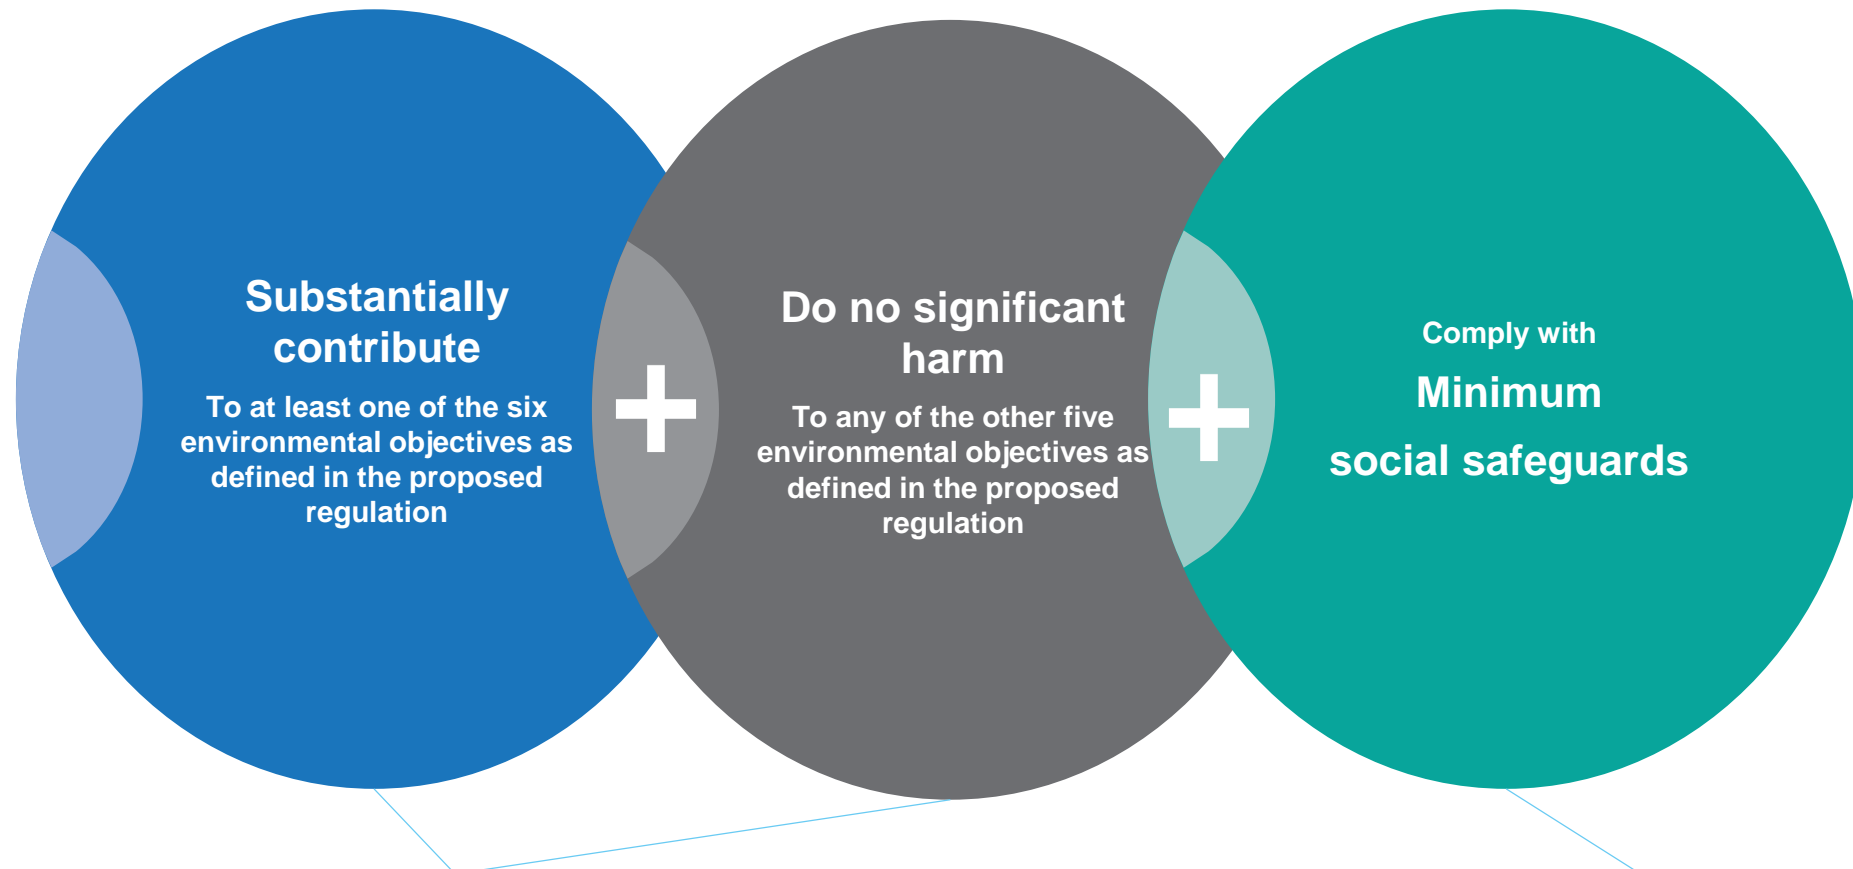 Substantially
contribute
To at least one of the six
environmental objectives as
defined in the proposed
regulation
+
Do no significant
harm
To any of the other five
environmental objectives as
defined in the proposed
regulation
+
Comply with
Minimum
social safeguards